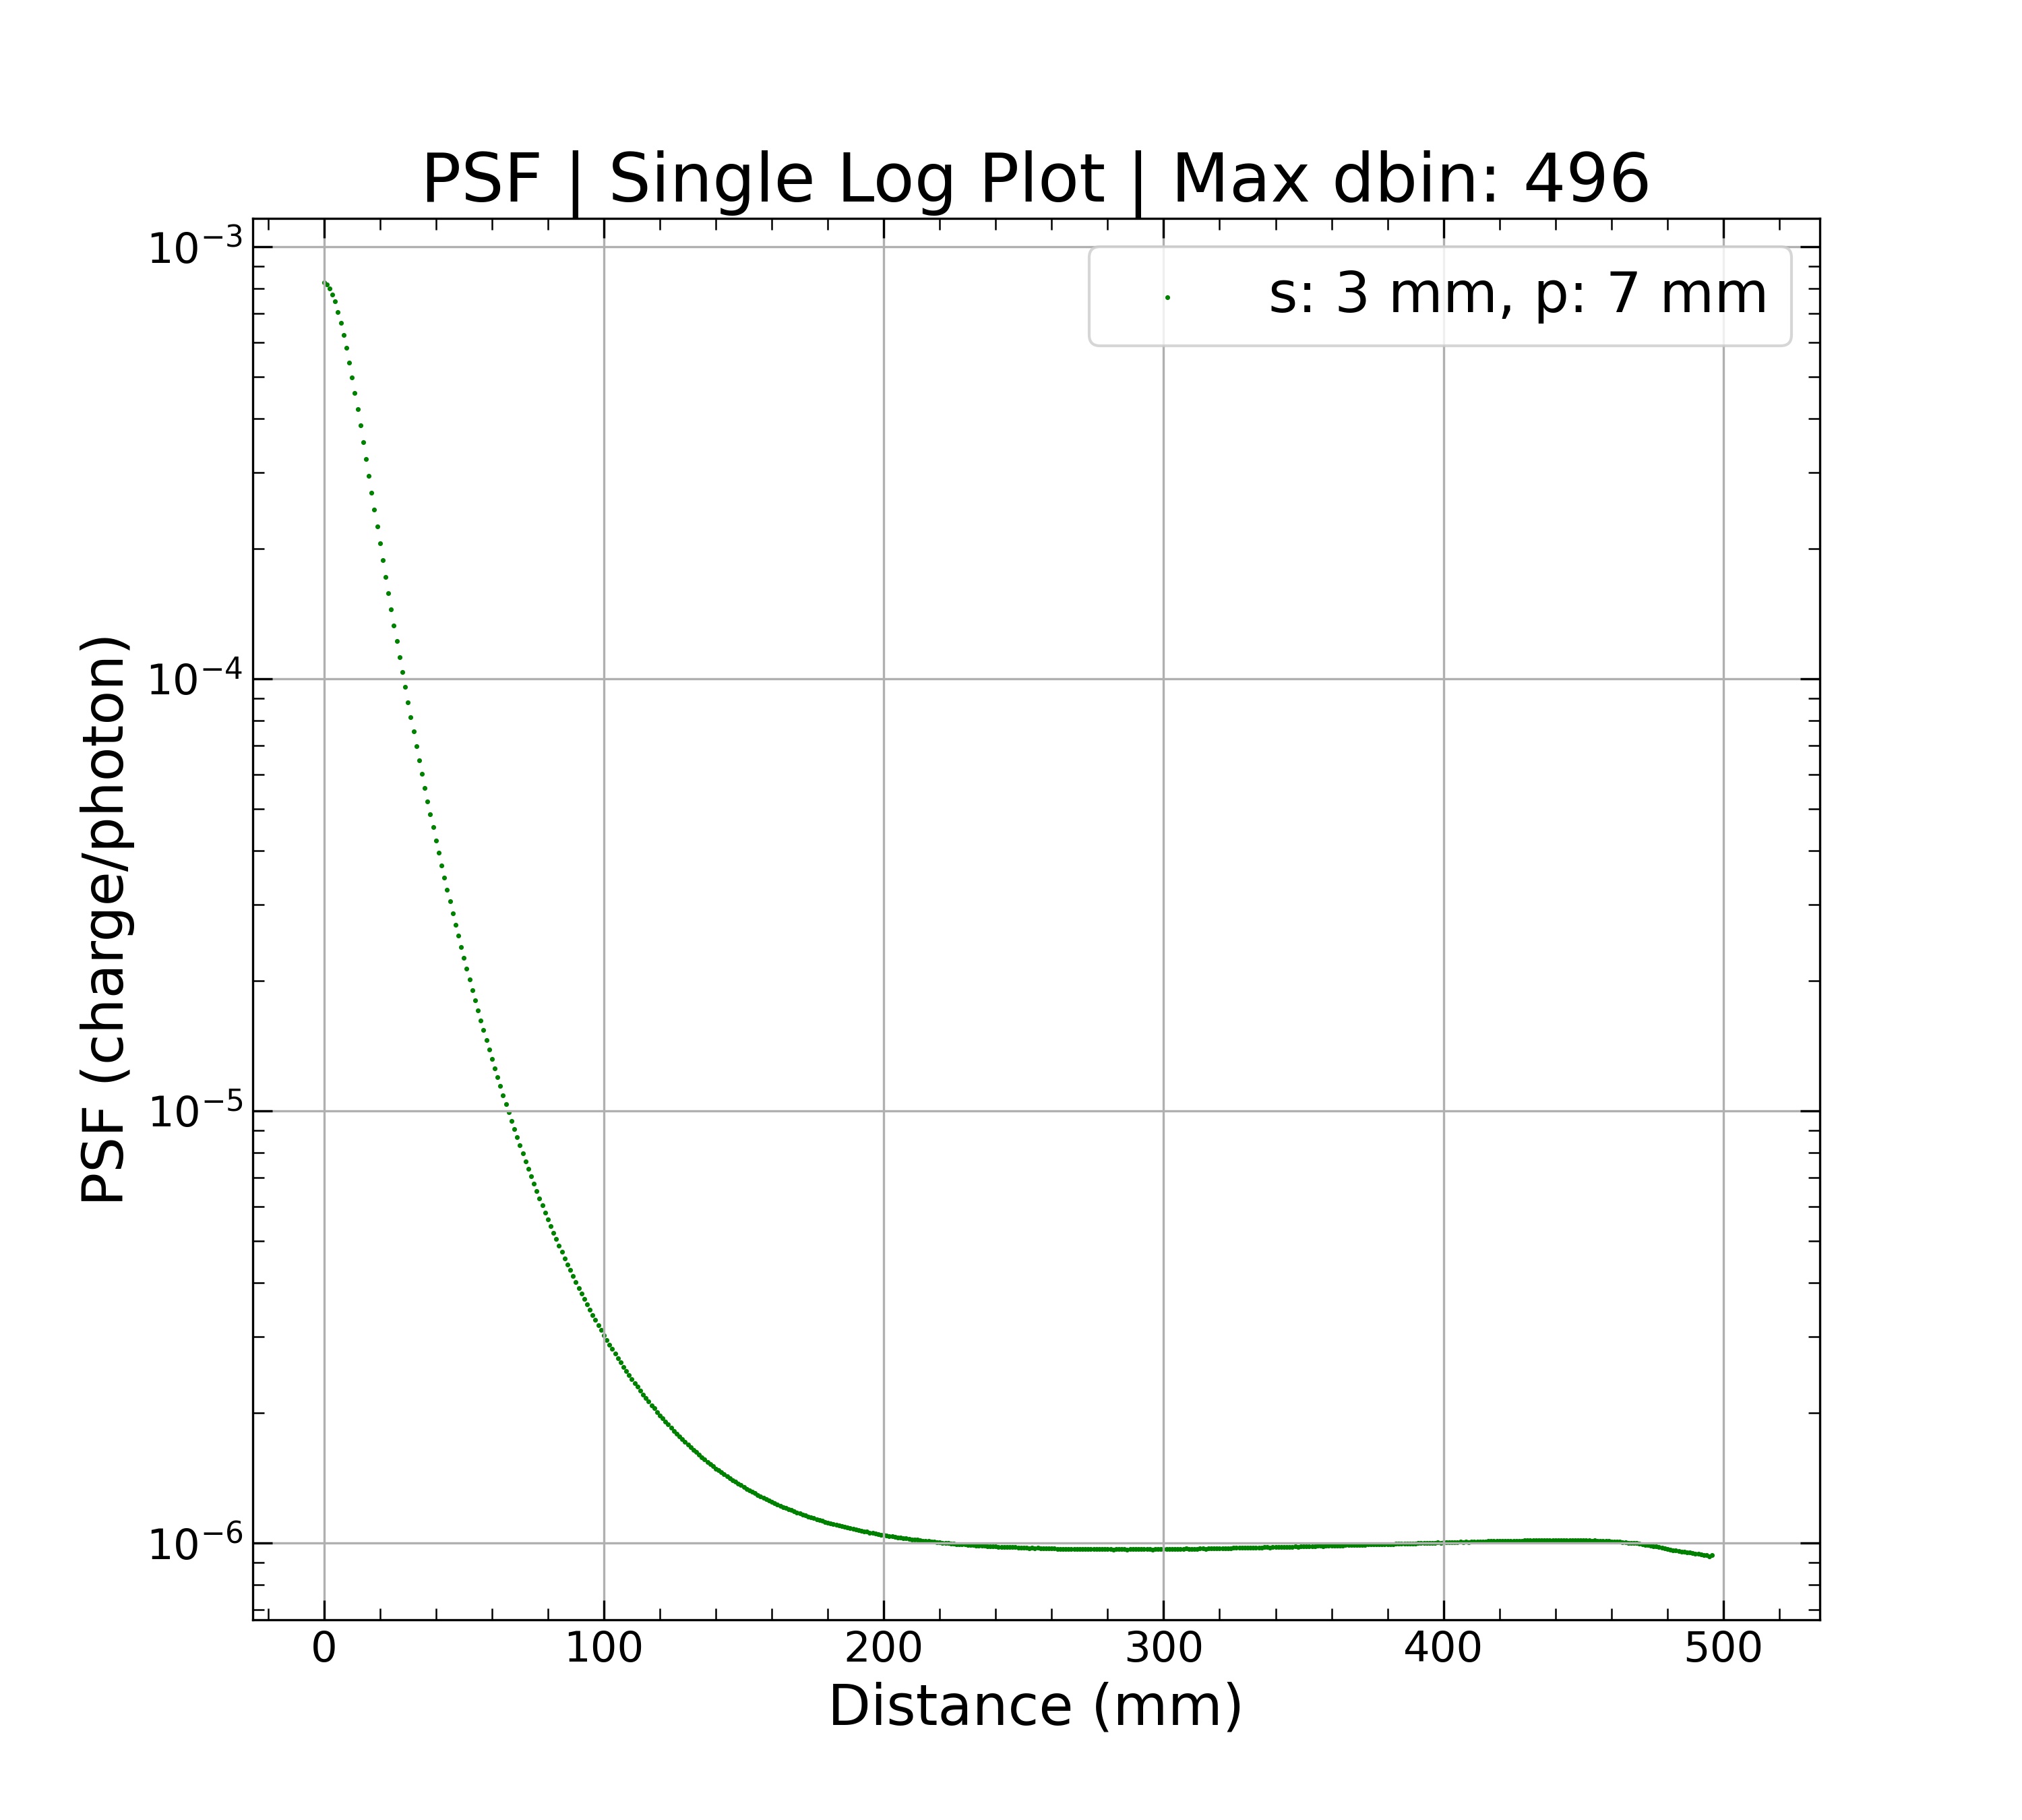 PSF | Single Log Plot | Max dbin: 496
s: 3 mm, p: 7 mm
PSF (charge/photon)
10⁻³
10⁻⁴
10⁻⁵
10⁻⁶
0 100 200 300 400 500
Distance (mm)